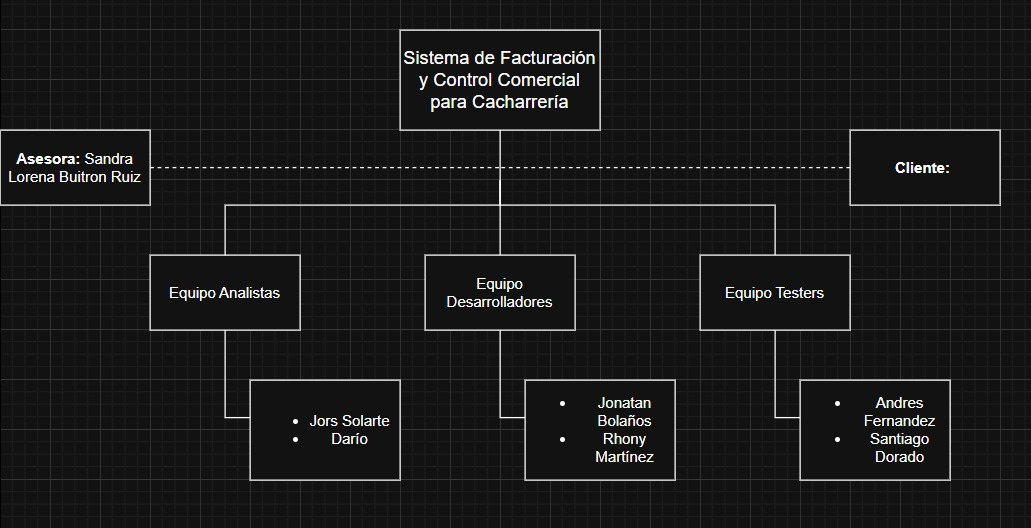 Sistema de Facturación
y Control Comercial
para Cacharrería
Asesora: Sandra
Lorena Buitron Ruiz
Cliente:
Equipo Analistas
Equipo
Desarrolladores
Equipo Testers
• Jors Solarte
• Darío
• Jonatan
Bolaños
• Rhony
Martínez
• Andres
Fernandez
• Santiago
Dorado